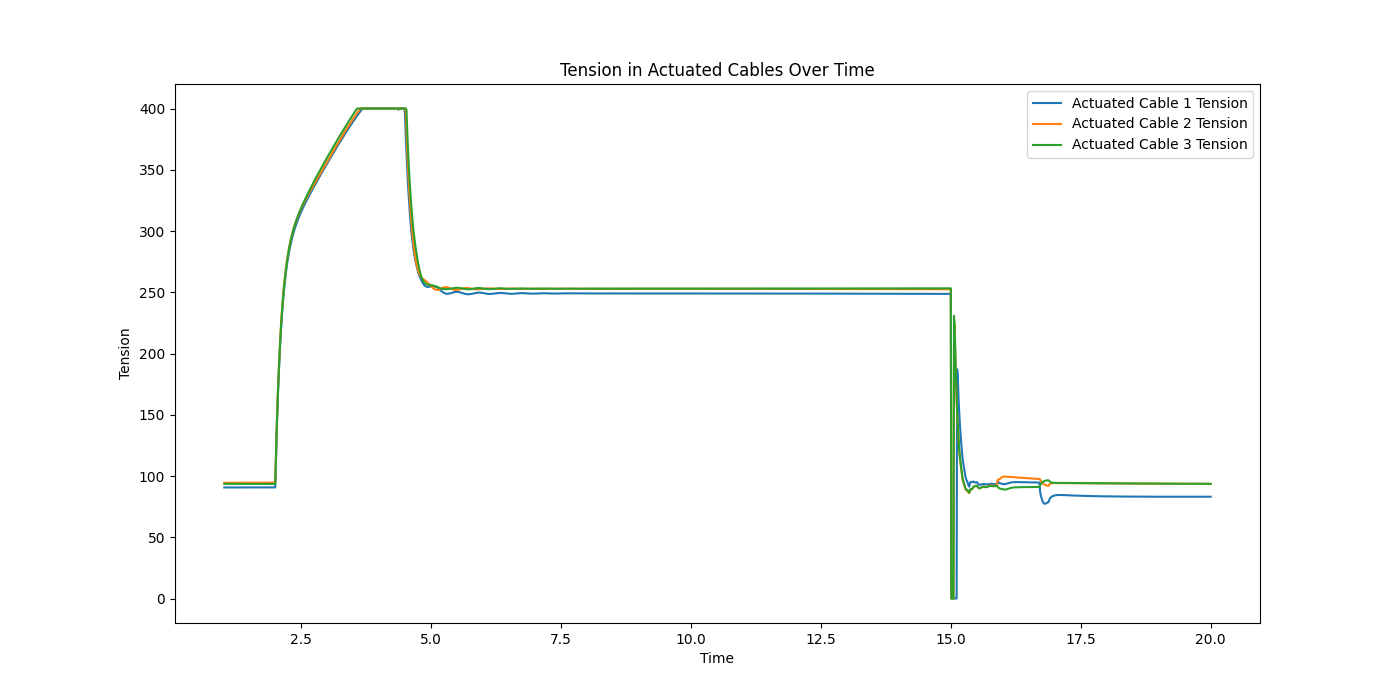 Tension in Actuated Cables Over Time
Actuated Cable 1 Tension
Actuated Cable 2 Tension
Actuated Cable 3 Tension
Tension
400
350
300
250
200
150
100
50
0
2.5 5.0 7.5 10.0 12.5 15.0 17.5 20.0
Time